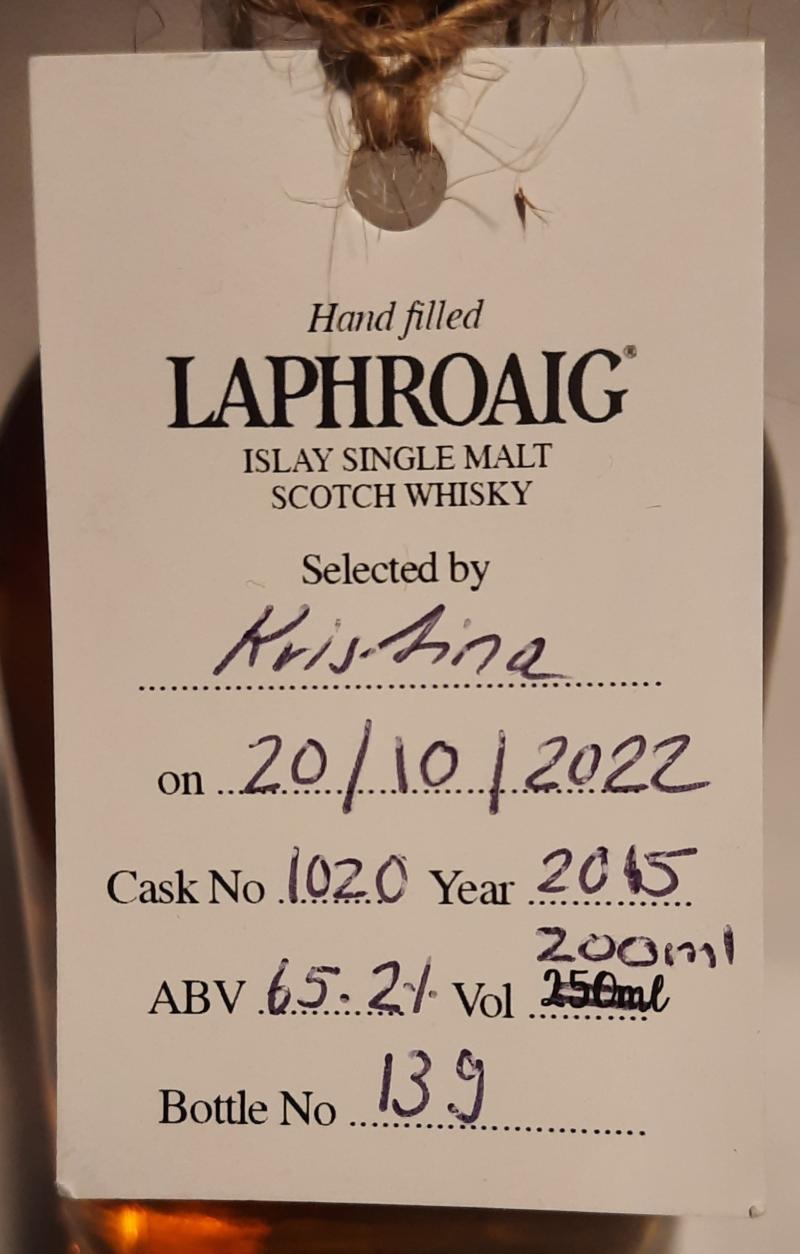 Hand filled
LAPHROAIG®
ISLAY SINGLE MALT
SCOTCH WHISKY
Selected by
Kristina
on 20/10/2022
Cask No 1020 Year 2015
200ml
ABV 65.2% Vol 250ml
Bottle No 139